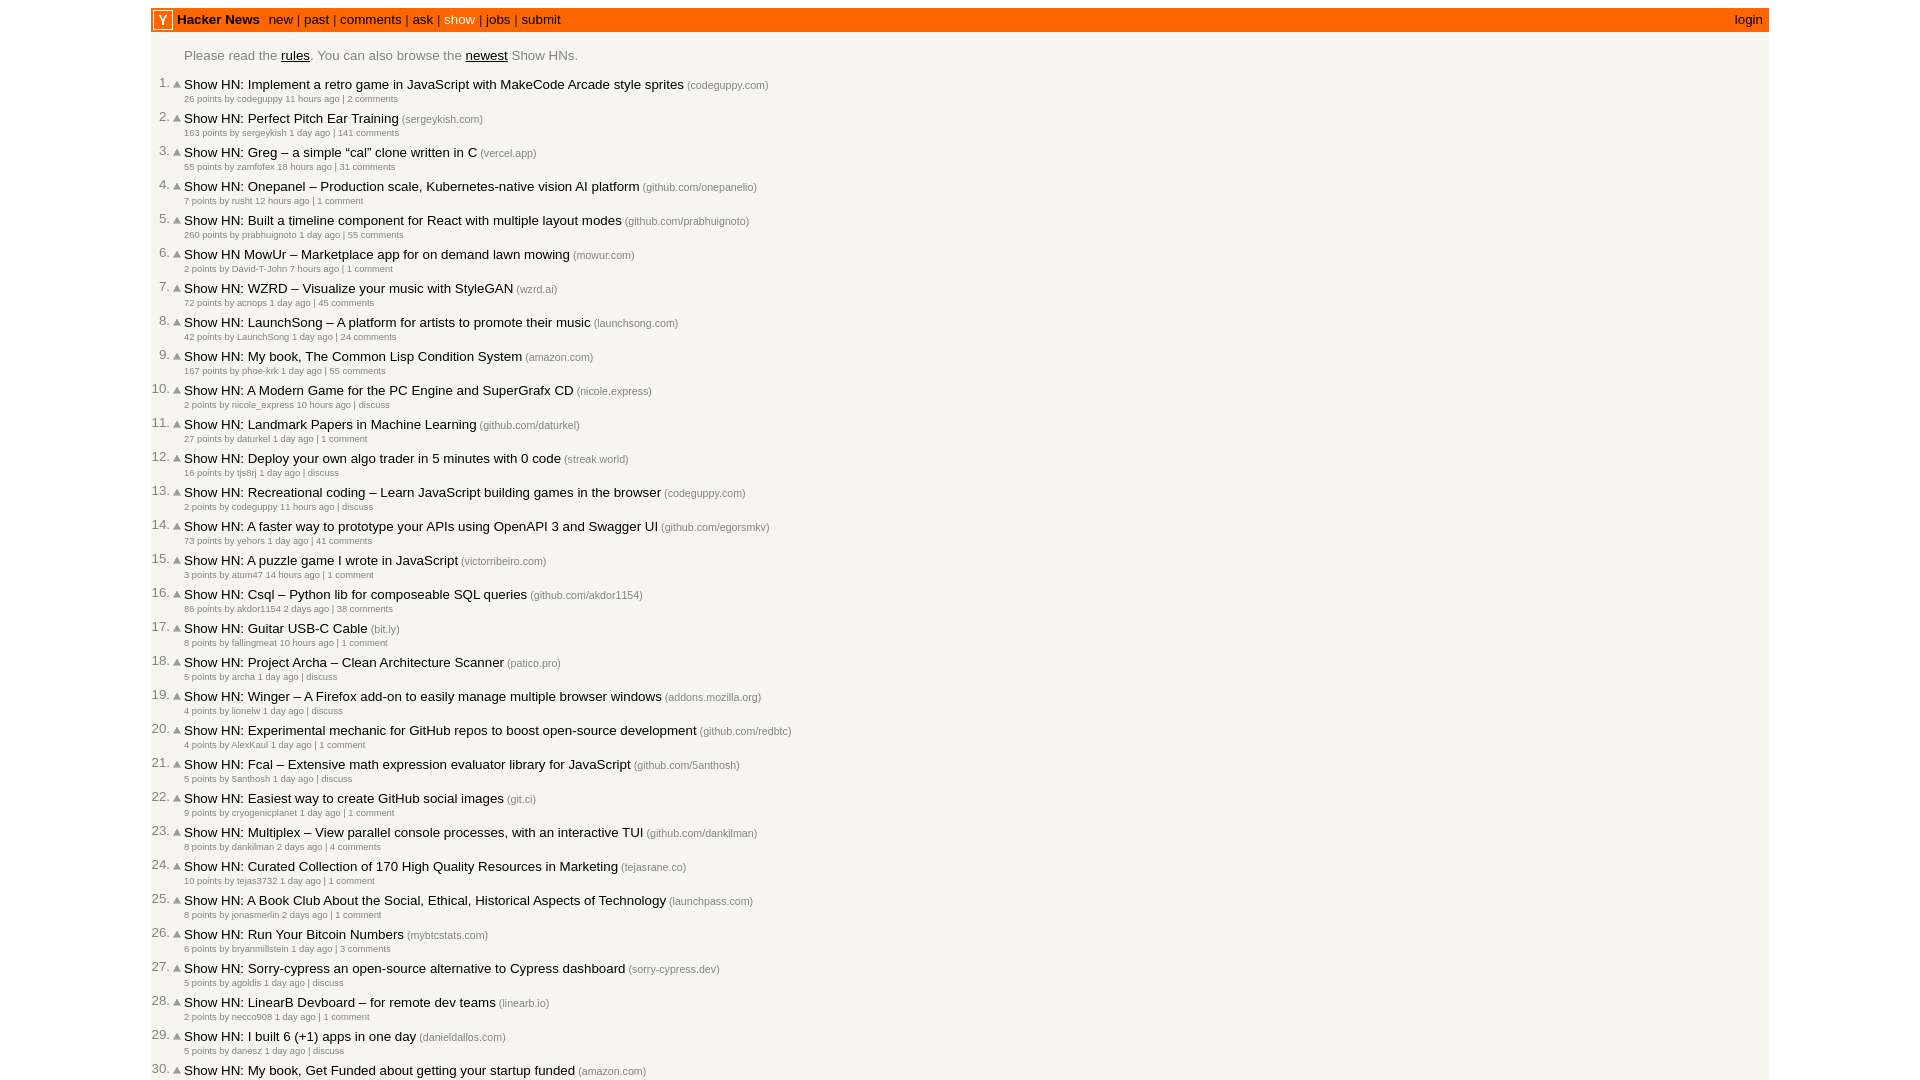 Y Hacker News new | past | comments | ask | show | jobs | submit login
Please read the rules. You can also browse the newest Show HNs.
1. Show HN: Implement a retro game in JavaScript with MakeCode Arcade style sprites (codeguppy.com)
26 points by codeguppy 11 hours ago | 2 comments
2. Show HN: Perfect Pitch Ear Training (sergeykish.com)
163 points by sergeykish 1 day ago | 141 comments
3. Show HN: Greg – a simple “cal” clone written in C (vercel.app)
55 points by zamfofex 18 hours ago | 31 comments
4. Show HN: Onepanel – Production scale, Kubernetes-native vision AI platform (github.com/onepanelio)
7 points by rusht 12 hours ago | 1 comment
5. Show HN: Built a timeline component for React with multiple layout modes (github.com/prabhuignoto)
260 points by prabhuignoto 1 day ago | 55 comments
6. Show HN MowUr – Marketplace app for on demand lawn mowing (mowur.com)
2 points by David-T-John 7 hours ago | 1 comment
7. Show HN: WZRD – Visualize your music with StyleGAN (wzrd.ai)
72 points by acnops 1 day ago | 45 comments
8. Show HN: LaunchSong – A platform for artists to promote their music (launchsong.com)
42 points by LaunchSong 1 day ago | 24 comments
9. Show HN: My book, The Common Lisp Condition System (amazon.com)
167 points by phoe-krk 1 day ago | 55 comments
10. Show HN: A Modern Game for the PC Engine and SuperGrafx CD (nicole.express)
2 points by nicole_express 10 hours ago | discuss
11. Show HN: Landmark Papers in Machine Learning (github.com/daturkel)
27 points by daturkel 1 day ago | 1 comment
12. Show HN: Deploy your own algo trader in 5 minutes with 0 code (streak.world)
16 points by tjs8rj 1 day ago | discuss
13. Show HN: Recreational coding – Learn JavaScript building games in the browser (codeguppy.com)
2 points by codeguppy 11 hours ago | discuss
14. Show HN: A faster way to prototype your APIs using OpenAPI 3 and Swagger UI (github.com/egorsmkv)
73 points by yehors 1 day ago | 41 comments
15. Show HN: A puzzle game I wrote in JavaScript (victorribeiro.com)
3 points by atum47 14 hours ago | 1 comment
16. Show HN: Csql – Python lib for composeable SQL queries (github.com/akdor1154)
86 points by akdor1154 2 days ago | 38 comments
17. Show HN: Guitar USB-C Cable (bit.ly)
8 points by fallingmeat 10 hours ago | 1 comment
18. Show HN: Project Archa – Clean Architecture Scanner (patico.pro)
5 points by archa 1 day ago | discuss
19. Show HN: Winger – A Firefox add-on to easily manage multiple browser windows (addons.mozilla.org)
4 points by lionelw 1 day ago | discuss
20. Show HN: Experimental mechanic for GitHub repos to boost open-source development (github.com/redbtc)
4 points by AlexKaul 1 day ago | 1 comment
21. Show HN: Fcal – Extensive math expression evaluator library for JavaScript (github.com/5anthosh)
5 points by 5anthosh 1 day ago | discuss
22. Show HN: Easiest way to create GitHub social images (git.ci)
9 points by cryogenicplanet 1 day ago | 1 comment
23. Show HN: Multiplex – View parallel console processes, with an interactive TUI (github.com/dankilman)
8 points by dankilman 2 days ago | 4 comments
24. Show HN: Curated Collection of 170 High Quality Resources in Marketing (tejasrane.co)
10 points by tejas3732 1 day ago | 1 comment
25. Show HN: A Book Club About the Social, Ethical, Historical Aspects of Technology (launchpass.com)
8 points by jonasmerlin 2 days ago | 1 comment
26. Show HN: Run Your Bitcoin Numbers (mybtcstats.com)
6 points by bryanmillstein 1 day ago | 3 comments
27. Show HN: Sorry-cypress an open-source alternative to Cypress dashboard (sorry-cypress.dev)
5 points by agoldis 1 day ago | discuss
28. Show HN: LinearB Devboard – for remote dev teams (linearb.io)
2 points by necco908 1 day ago | 1 comment
29. Show HN: I built 6 (+1) apps in one day (danieldallos.com)
5 points by danesz 1 day ago | discuss
30. Show HN: My book, Get Funded about getting your startup funded (amazon.com)